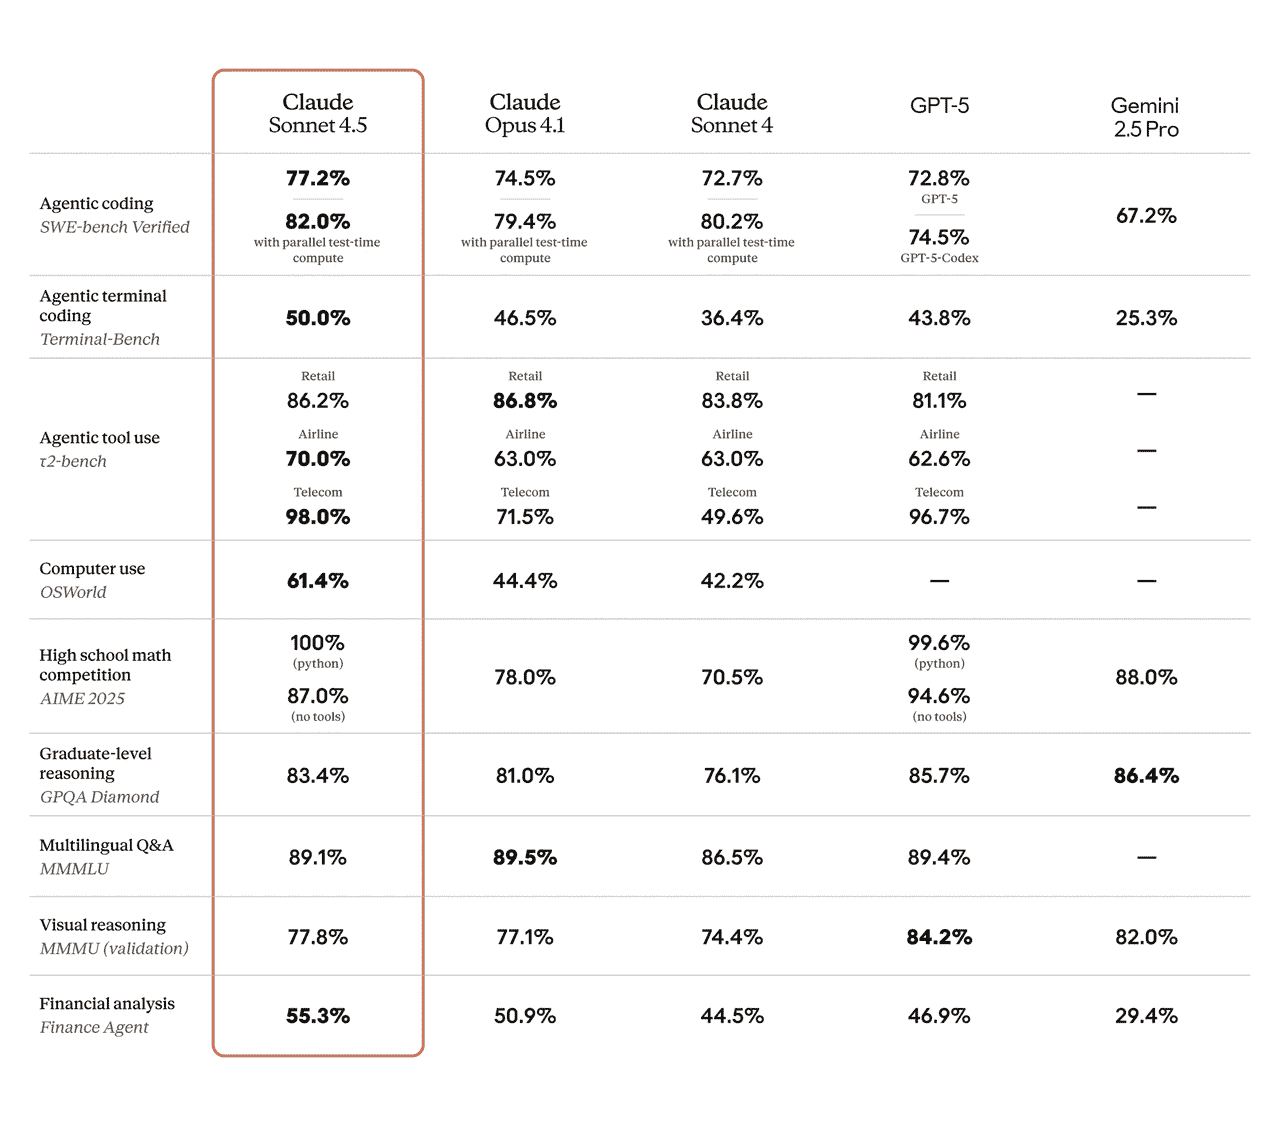 Claude
Sonnet 4.5
Claude
Opus 4.1
Claude
Sonnet 4
GPT-5
Gemini
2.5 Pro
Agentic coding
SWE-bench Verified
77.2%
82.0%
with parallel test-time
compute
74.5%
79.4%
with parallel test-time
compute
72.7%
80.2%
with parallel test-time
compute
72.8%
GPT-5
74.5%
GPT-5-Codex
67.2%
Agentic terminal
coding
Terminal-Bench
50.0%
46.5%
36.4%
43.8%
25.3%
Agentic tool use
τ2-bench
Retail
86.2%
Airline
70.0%
Telecom
98.0%
Retail
86.8%
Airline
63.0%
Telecom
71.5%
Retail
83.8%
Airline
63.0%
Telecom
49.6%
Retail
81.1%
Airline
62.6%
Telecom
96.7%
—
—
—
Computer use
OSWorld
61.4%
44.4%
42.2%
—
—
High school math
competition
AIME 2025
100%
(python)
87.0%
(no tools)
78.0%
70.5%
99.6%
(python)
94.6%
(no tools)
88.0%
Graduate-level
reasoning
GPQA Diamond
83.4%
81.0%
76.1%
85.7%
86.4%
Multilingual Q&A
MMMLU
89.1%
89.5%
86.5%
89.4%
—
Visual reasoning
MMMU (validation)
77.8%
77.1%
74.4%
84.2%
82.0%
Financial analysis
Finance Agent
55.3%
50.9%
44.5%
46.9%
29.4%